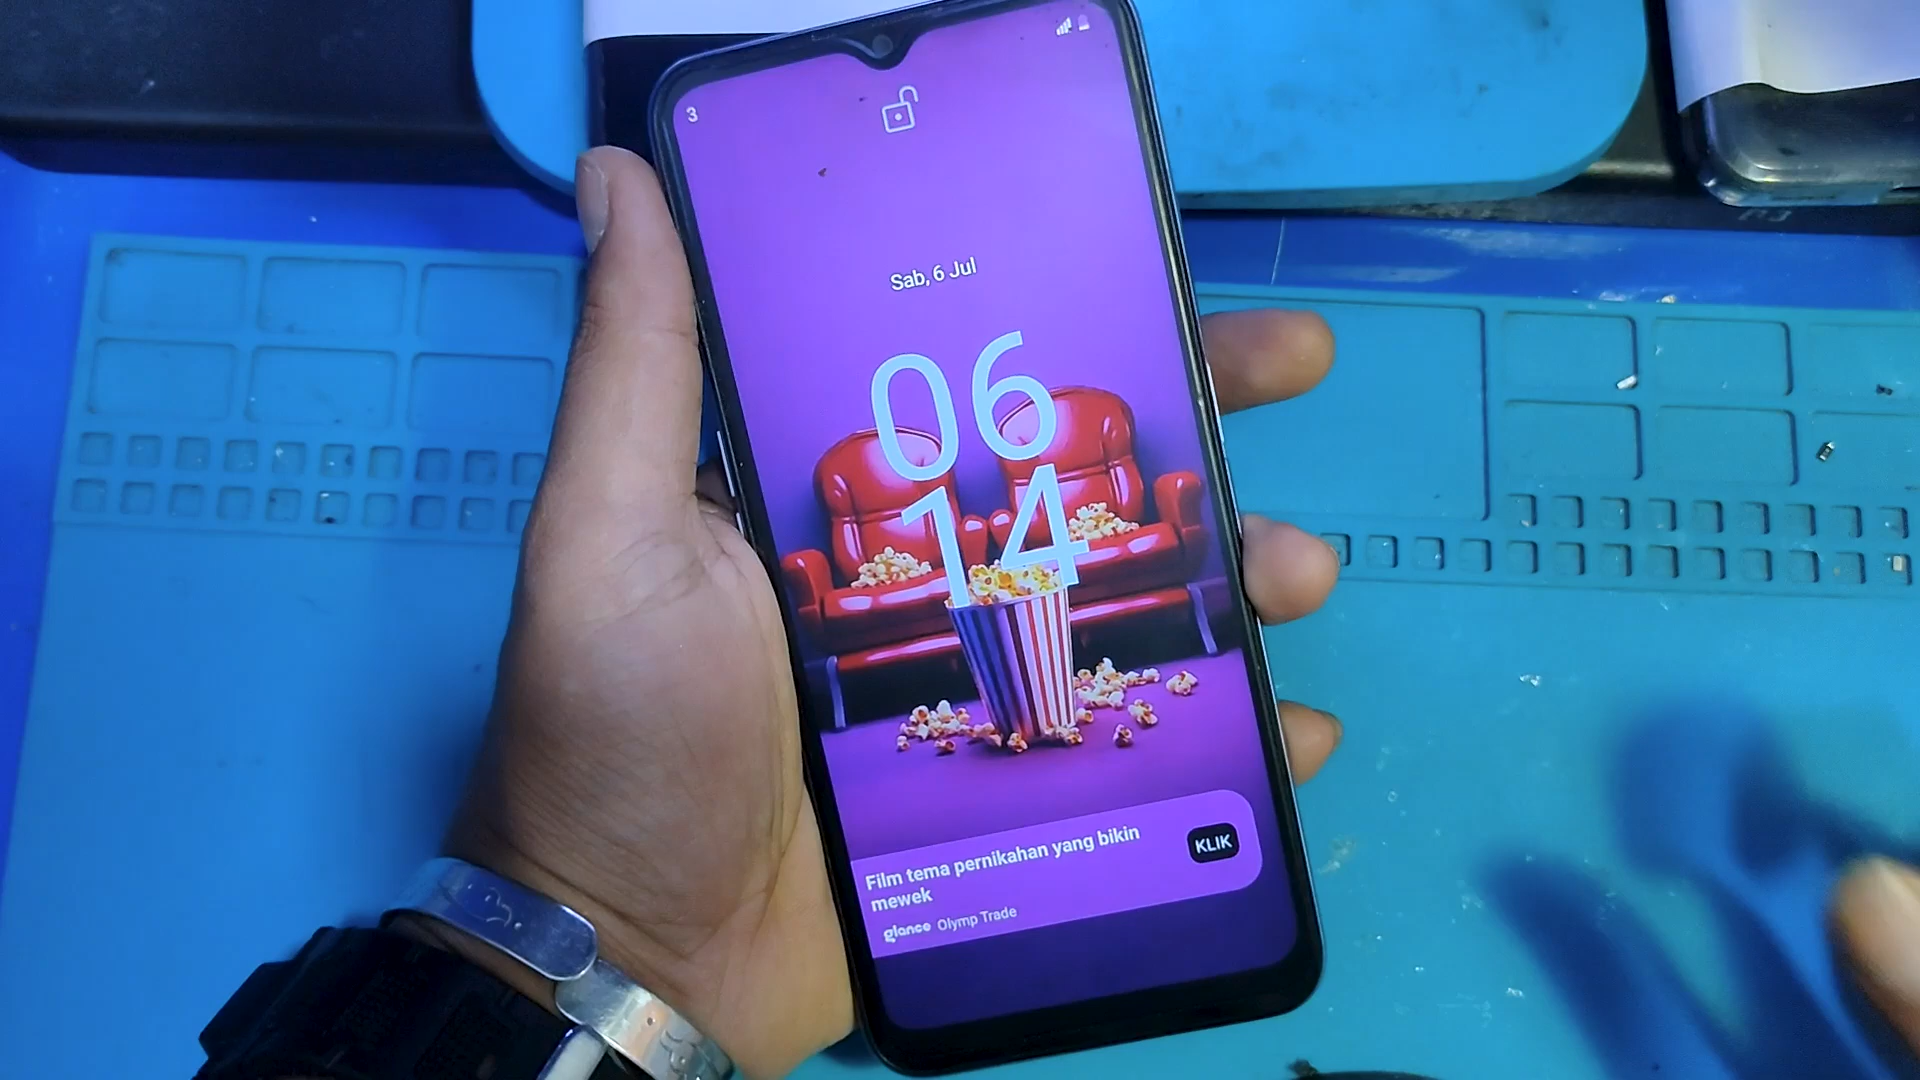 3
Sab, 6 Jul
06
14
Film tema pernikahan yang bikin
mewek
KLIK
glance Olymp Trade